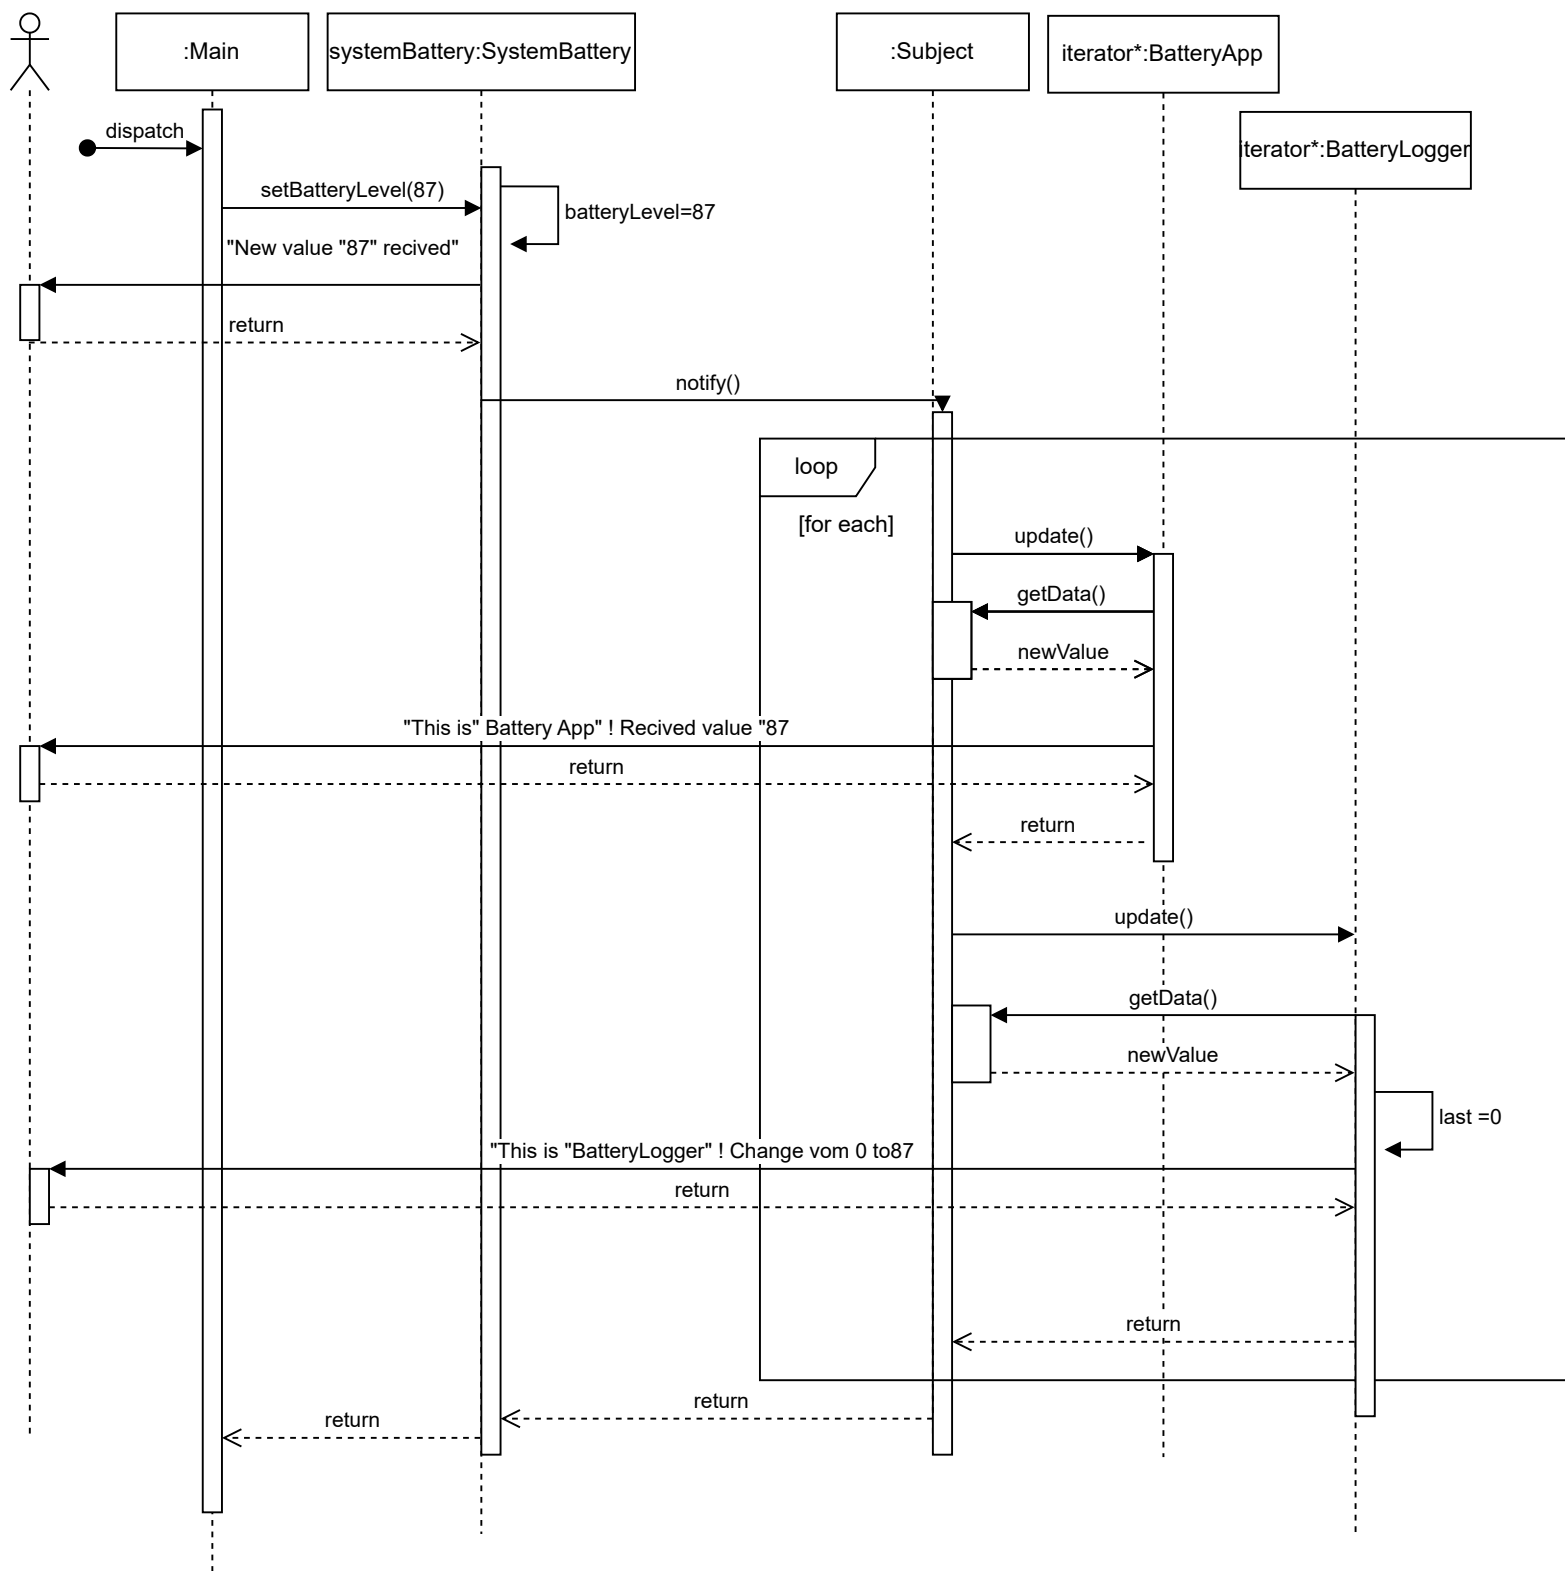 :Main
systemBattery:SystemBattery
:Subject
iterator*:BatteryApp
iterator*:BatteryLogger
dispatch
setBatteryLevel(87)
batteryLevel=87
"New value "87" recived"
return
notify()
loop
[for each]
update()
getData()
newValue
"This is" Battery App" ! Recived value "87
return
return
update()
getData()
newValue
last =0
"This is "BatteryLogger" ! Change vom 0 to87
return
return
return
return